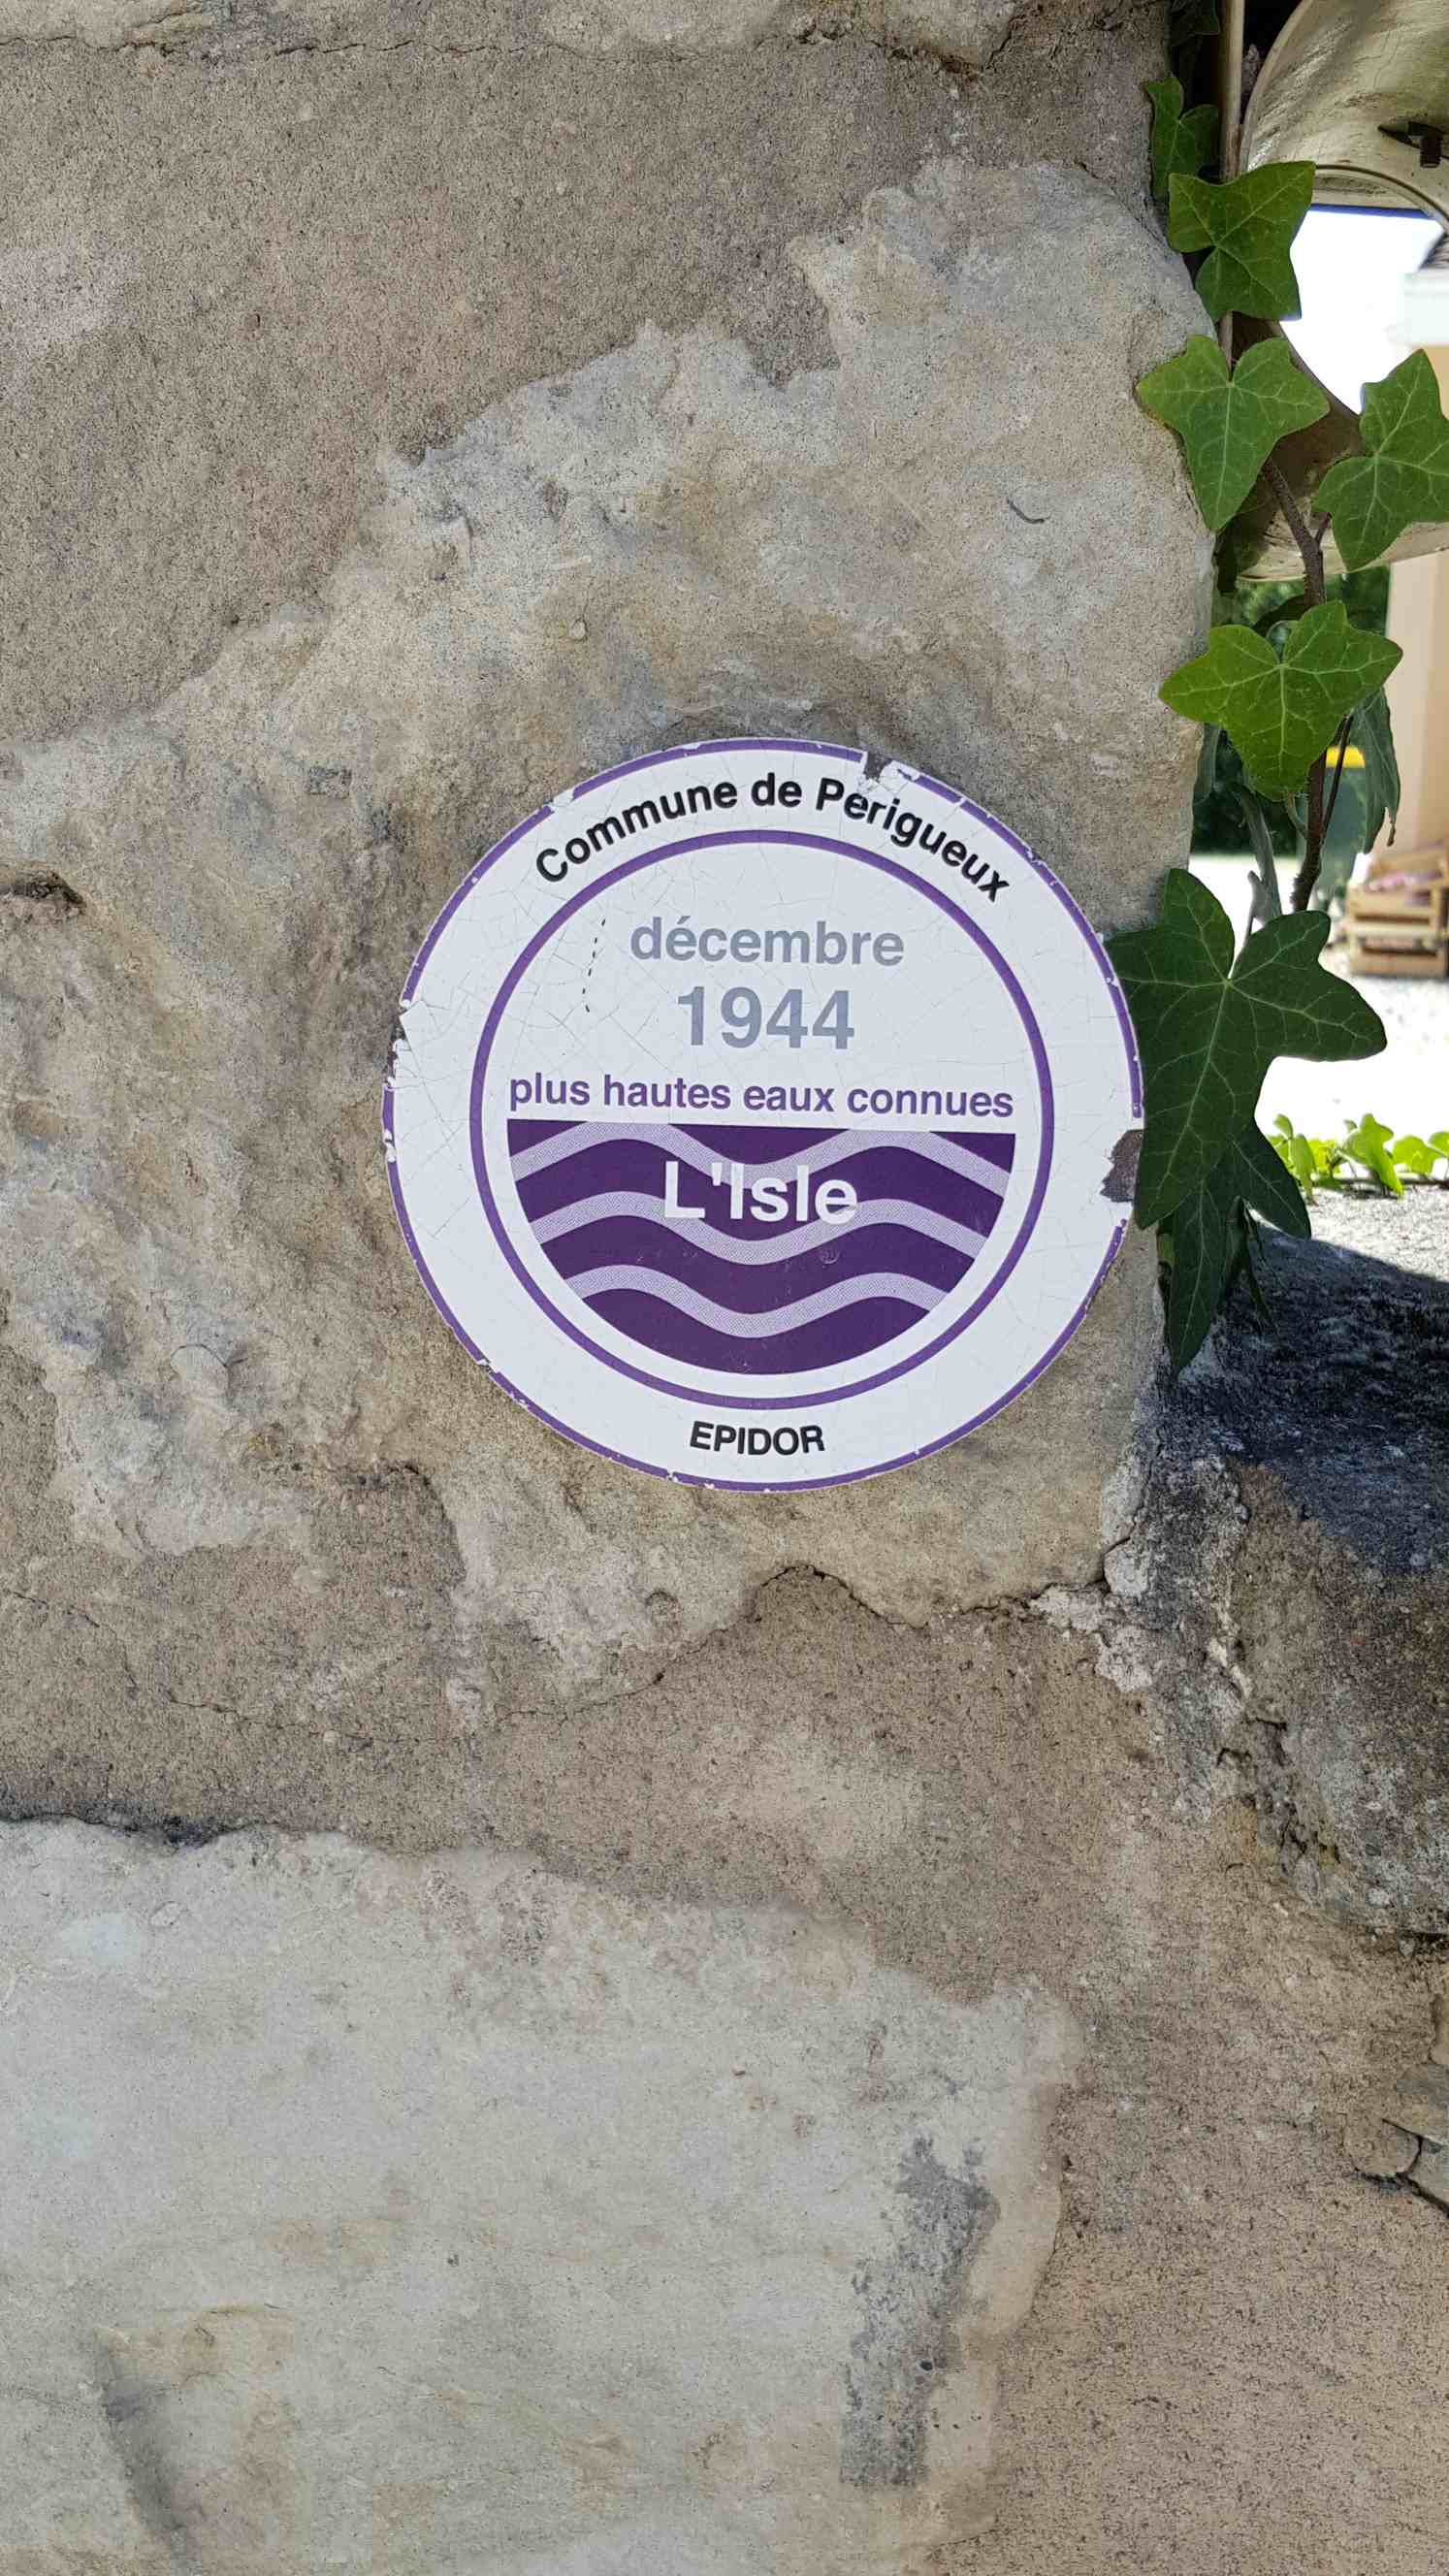 Commune de Perigueux
décembre
1944
plus hautes eaux connues
L'Isle
EPIDOR